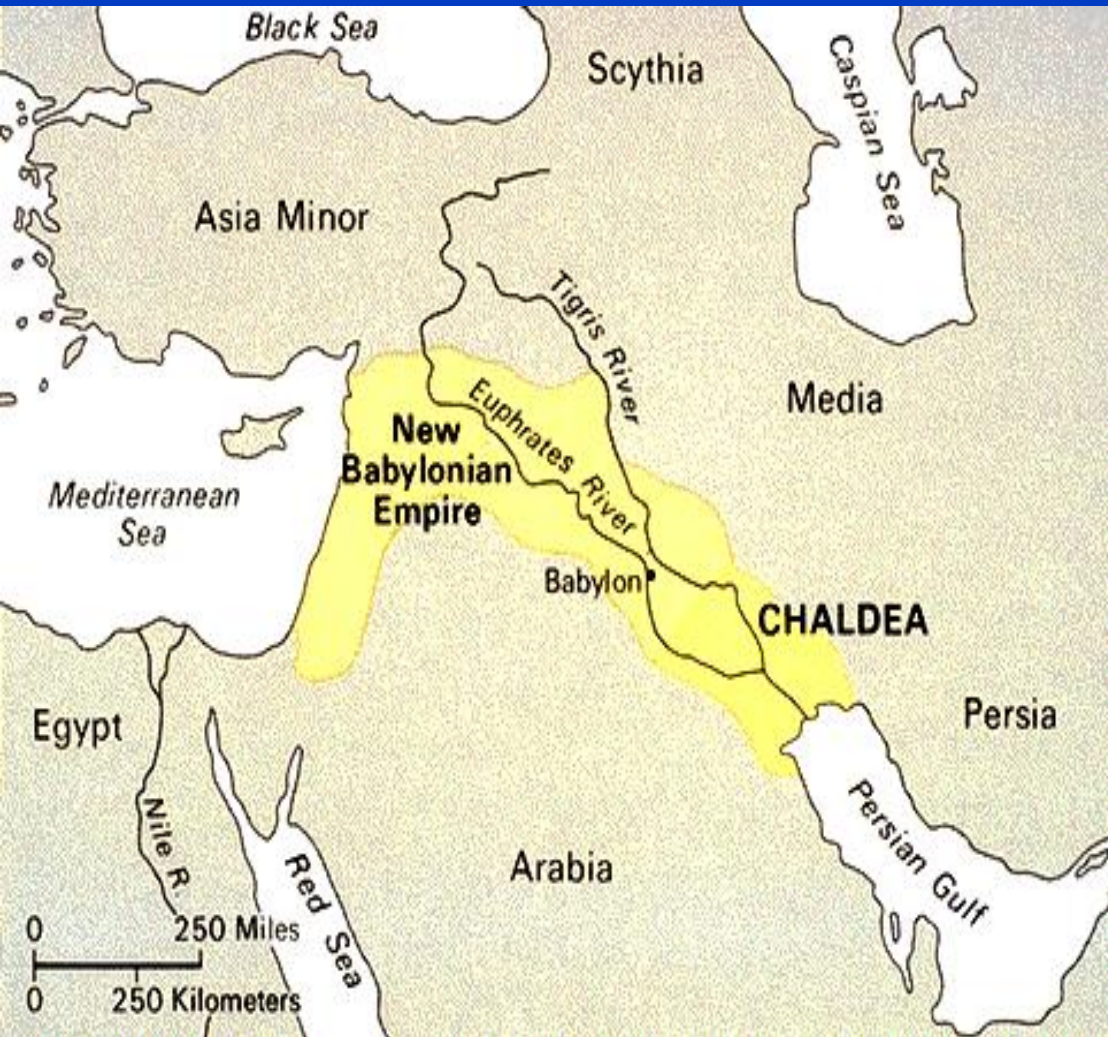 Black Sea
Scythia
Caspian Sea
Asia Minor
Tigris River
Media
Euphrates River
New
Babylonian
Empire
Mediterranean
Sea
Babylon
CHALDEA
Egypt
Persia
Nile R.
Persian Gulf
Arabia
Red Sea
0 250 Miles
0 250 Kilometers